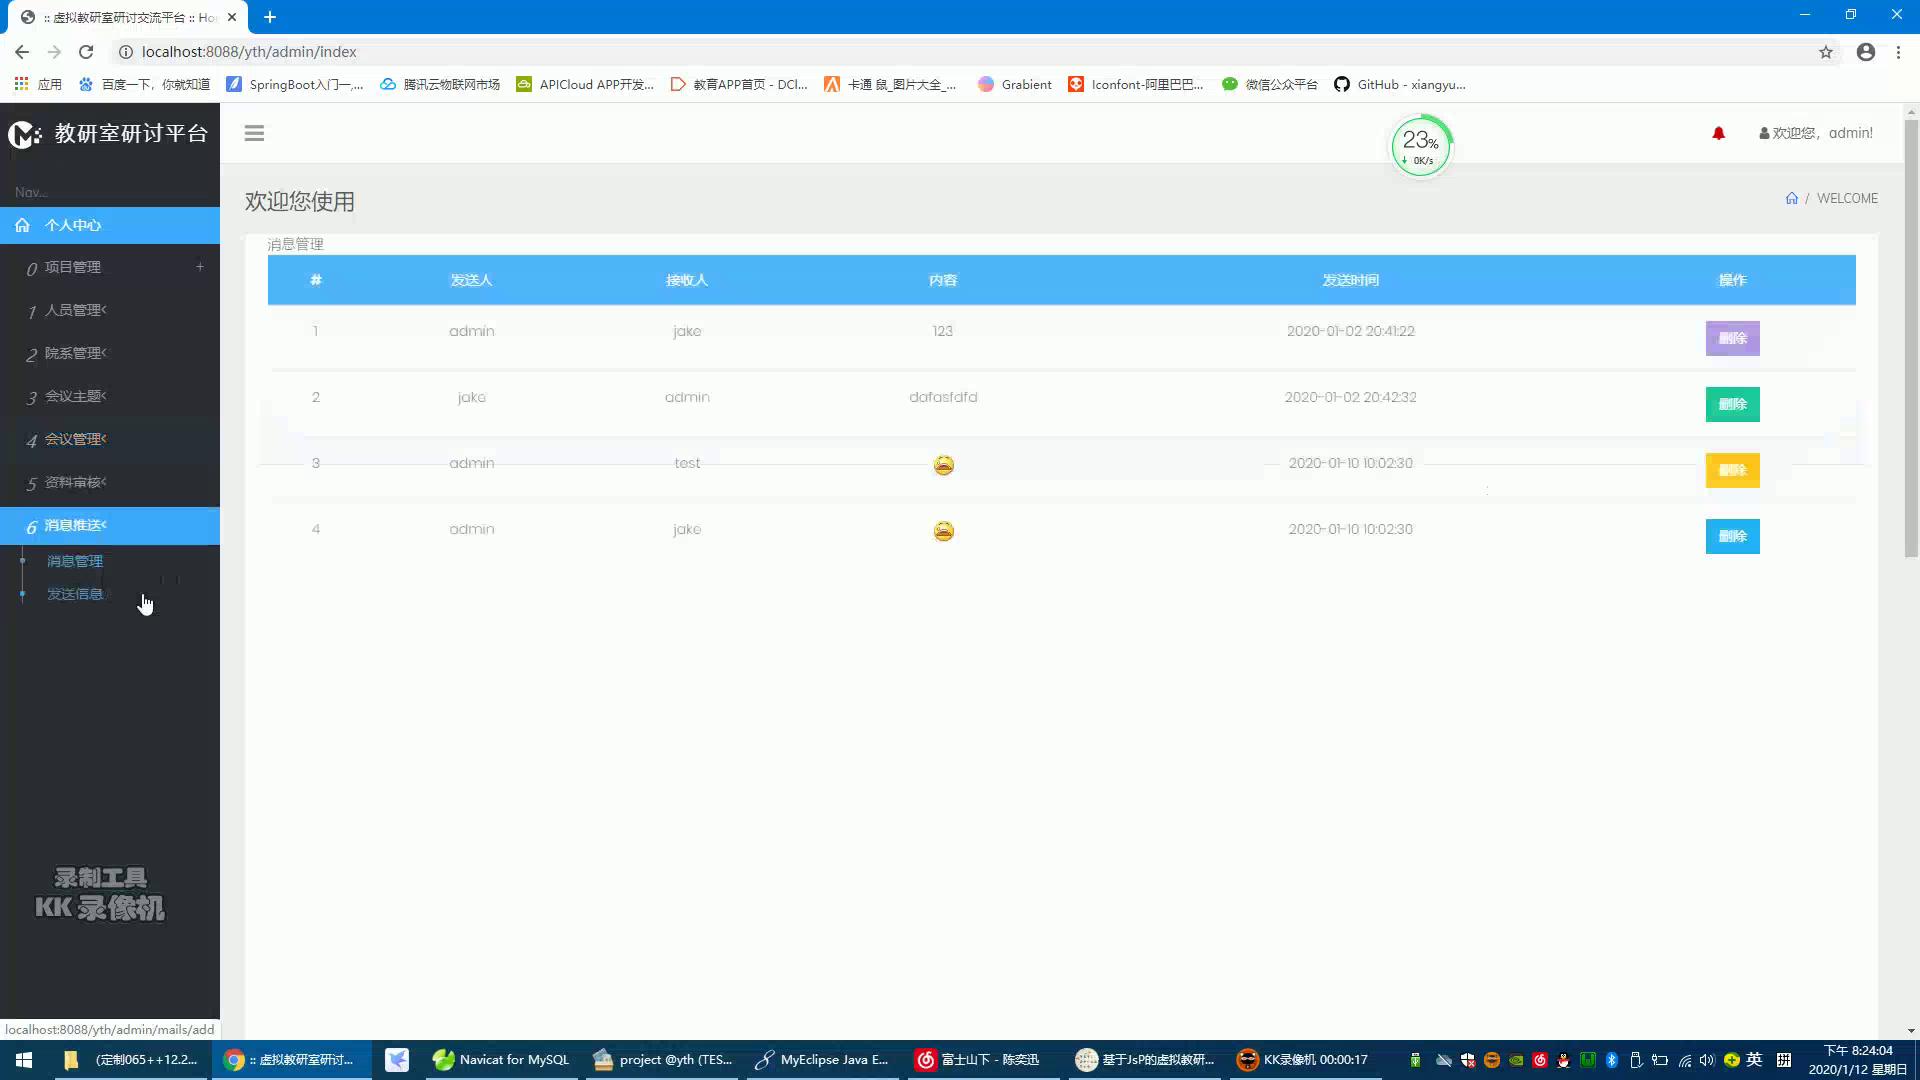 :: 虚拟教研室研讨交流平台 :: Ho
localhost:8088/yth/admin/index
应用 百度一下，你就知道 SpringBoot入门一,... 腾讯云物联网市场 APICloud APP开发... 教育APP首页 - DCl... 卡通 鼠_图片大全_... Grabient Iconfont-阿里巴巴... 微信公众平台 GitHub - xiangyu...
教研室研讨平台
23%
0K/s
欢迎您，admin!
Nav...
欢迎您使用
/ WELCOME
个人中心
0 项目管理 +
1 人员管理
2 院系管理
3 会议主题
4 会议管理
5 资料审核
6 消息推送
消息管理
发送信息
消息管理
# 发送人 接收人 内容 发送时间 操作
1 admin jake 123 2020-01-02 20:41:22 删除
2 jake admin dafasfdfd 2020-01-02 20:42:32 删除
3 admin test 2020-01-10 10:02:30 删除
4 admin jake 2020-01-10 10:02:30 删除
录制工具
KK 录像机
localhost:8088/yth/admin/mails/add
(定制065++12.2... :: 虚拟教研室研讨... Navicat for MySQL project @yth (TES... MyEclipse Java E... 富士山下 - 陈奕迅 基于JsP的虚拟教研... KK录像机 00:00:17 英 拼
下午 8:24:04
2020/1/12 星期日